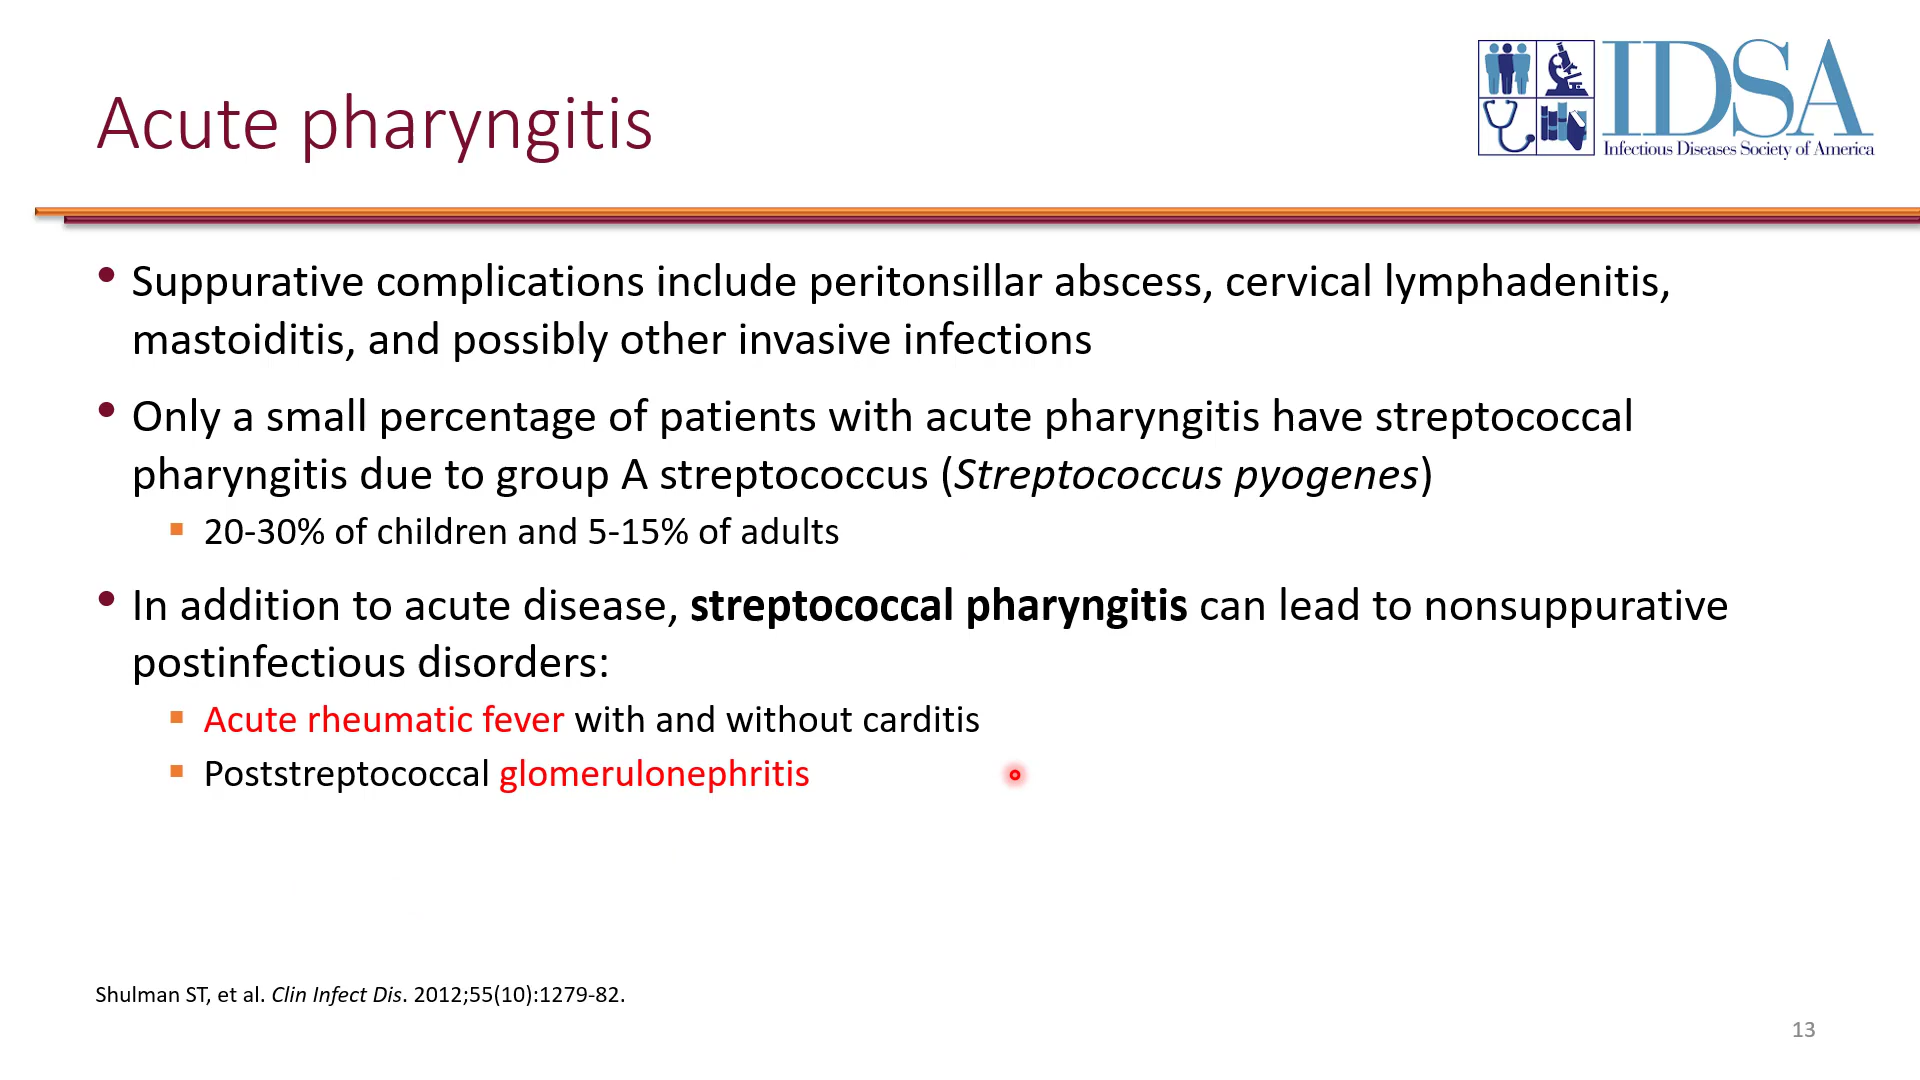 Acute pharyngitis
IDSA
Infectious Diseases Society of America
• Suppurative complications include peritonsillar abscess, cervical lymphadenitis,
mastoiditis, and possibly other invasive infections
• Only a small percentage of patients with acute pharyngitis have streptococcal
pharyngitis due to group A streptococcus (Streptococcus pyogenes)
▪ 20-30% of children and 5-15% of adults
• In addition to acute disease, streptococcal pharyngitis can lead to nonsuppurative
postinfectious disorders:
▪ Acute rheumatic fever with and without carditis
▪ Poststreptococcal glomerulonephritis
Shulman ST, et al. Clin Infect Dis. 2012;55(10):1279-82.
13